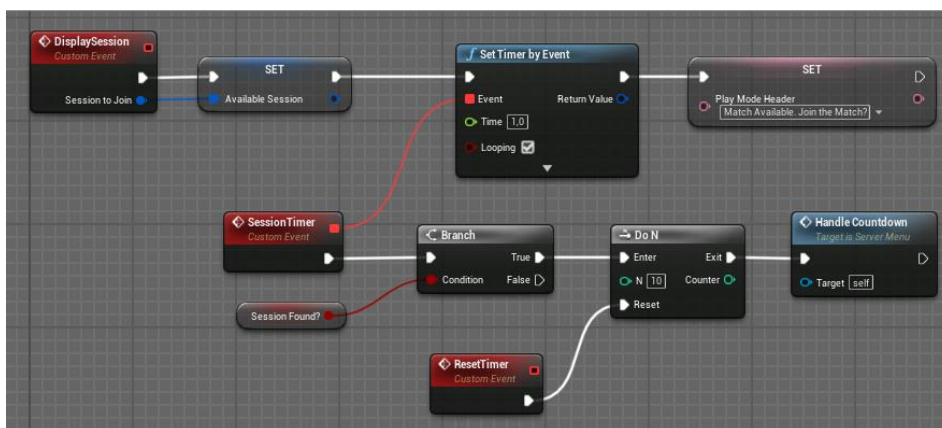 DisplaySession
Custom Event
Session to Join
SET
Available Session
Set Timer by Event
Event
Return Value
Time 1,0
Looping
SET
Play Mode Header
Match Available. Join the Match?
SessionTimer
Custom Event
Branch
True
Condition
False
Do N
Enter
Exit
N 10
Counter
Reset
Handle Countdown
Target is Server Menu
Target self
Session Found?
ResetTimer
Custom Event